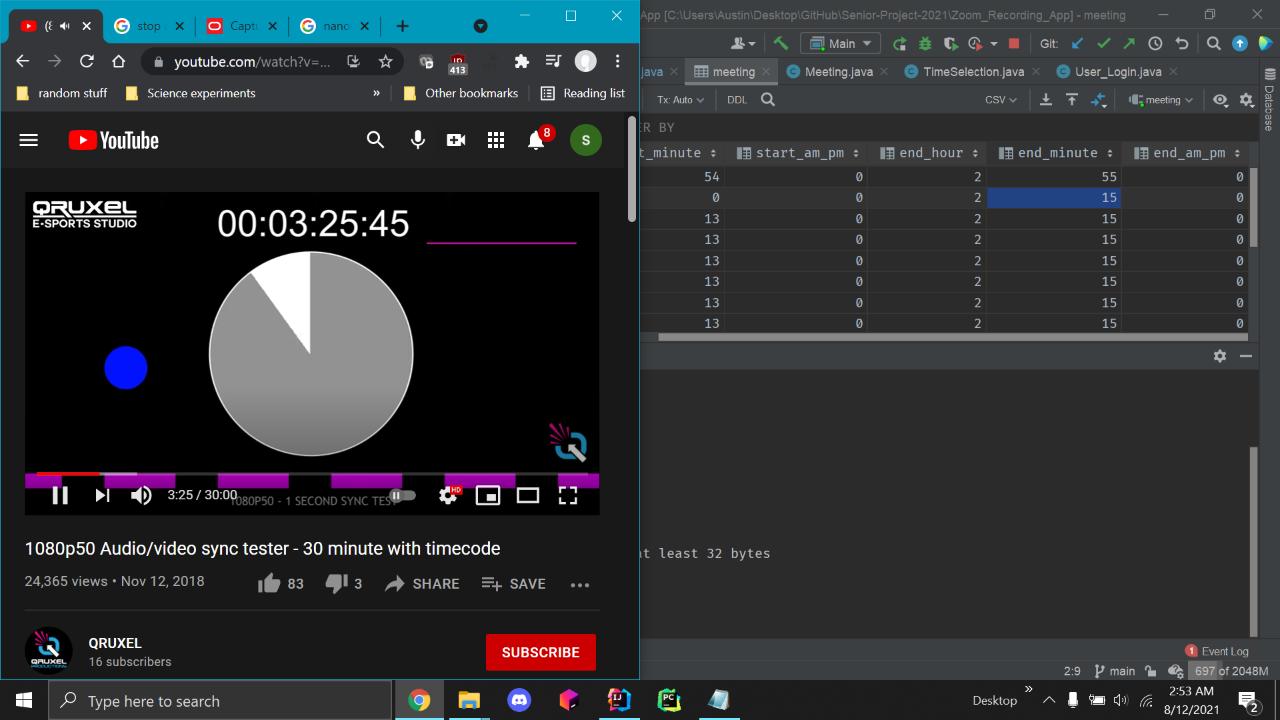 (
stop
Capt
nano
youtube.com/watch?v=...
413
random stuff
Science experiments
»
Other bookmarks
Reading list
YouTube
8
S
QRUXEL
E-SPORTS STUDIO
00:03:25:45
3:25 / 30:00
HD
1080P50 - 1 SECOND SYNC TEST
1080p50 Audio/video sync tester - 30 minute with timecode
24,365 views • Nov 12, 2018
83
3
SHARE
SAVE
QRUXEL
QRUXEL
PRODUCTIONS
16 subscribers
SUBSCRIBE
App [C:\Users\Austin\Desktop\GitHub\Senior-Project-2021\Zoom_Recording_App] - meeting
Main
Git:
java
meeting
Meeting.java
TimeSelection.java
User_Login.java
Tx: Auto
DDL
CSV
meeting
Database
ER BY
t_minute start_am_pm end_hour end_minute end_am_pm
54 0 2 55 0
0 0 2 15 0
13 0 2 15 0
13 0 2 15 0
13 0 2 15 0
13 0 2 15 0
13 0 2 15 0
13 0 2 15 0
at least 32 bytes
1 Event Log
2:9 main 697 of 2048M
Type here to search
Desktop
»
2:53 AM
8/12/2021
2